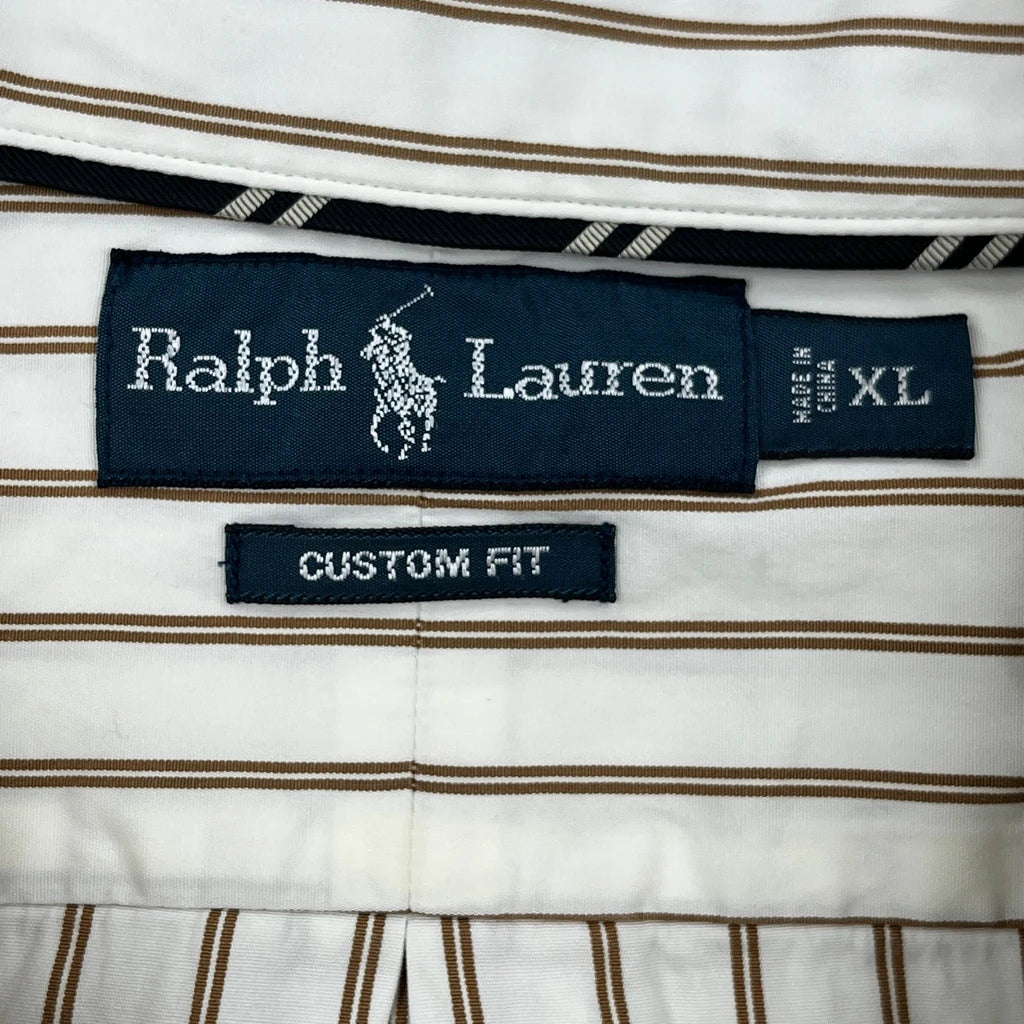 Ralph Lauren
MADE IN
CHINA
XL
CUSTOM FIT